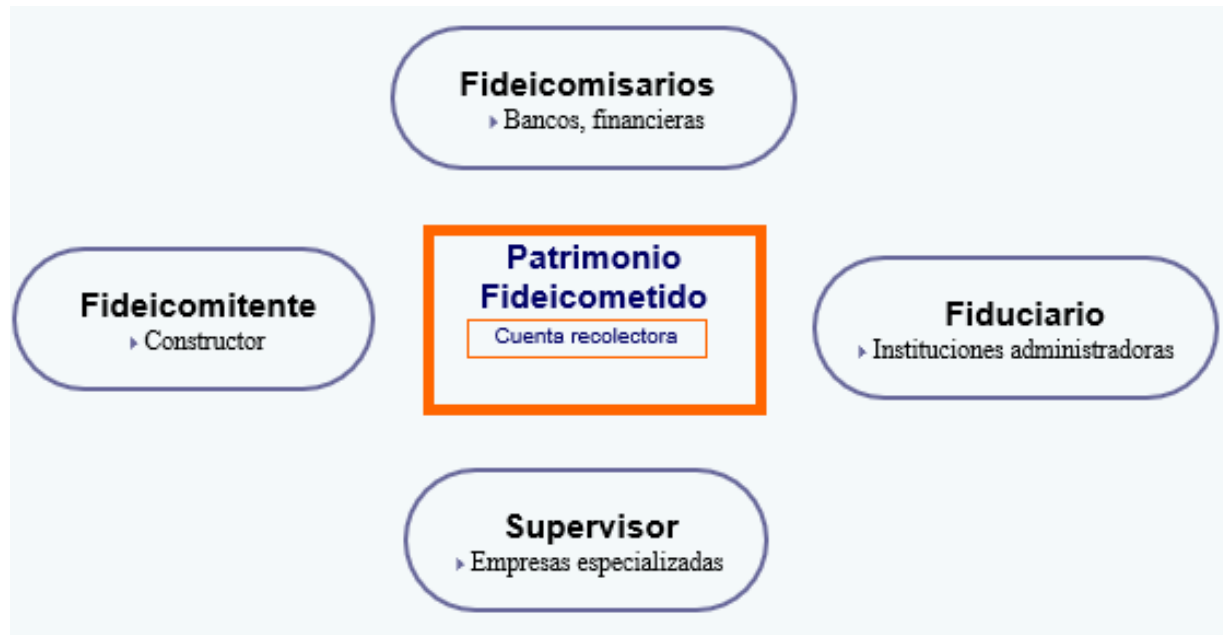 Fideicomisarios
Bancos, financieras
Patrimonio
Fideicometido
Cuenta recolectora
Fideicomitente
Constructor
Fiduciario
Instituciones administradoras
Supervisor
Empresas especializadas